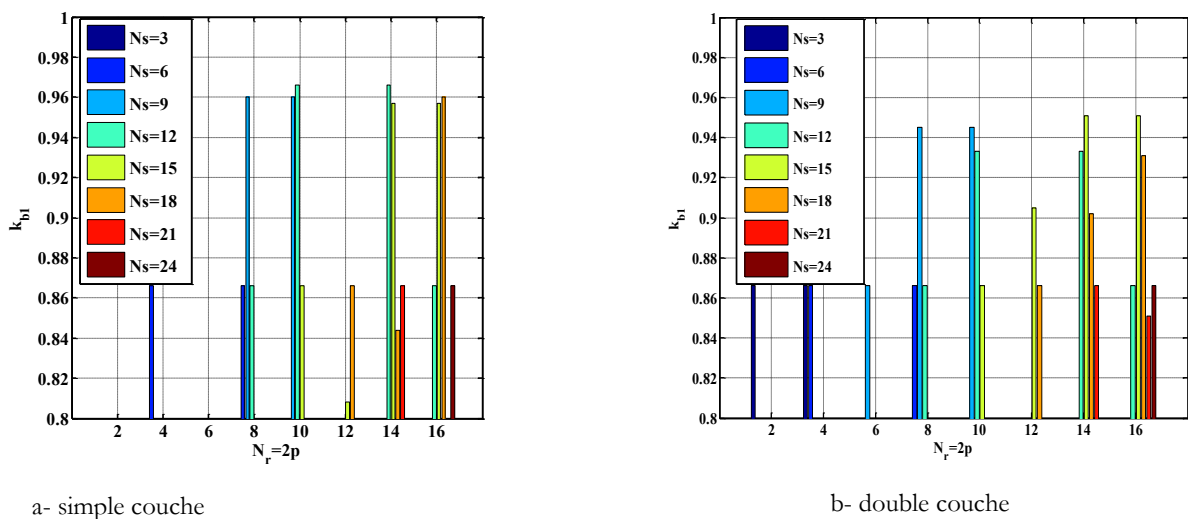 1
0.98
0.96
0.94
0.92
0.9
0.88
0.86
0.84
0.82
0.8
k_b1
Ns=3
Ns=6
Ns=9
Ns=12
Ns=15
Ns=18
Ns=21
Ns=24
2 4 6 8 10 12 14 16
N_r=2p
a- simple couche
1
0.98
0.96
0.94
0.92
0.9
0.88
0.86
0.84
0.82
0.8
k_b1
Ns=3
Ns=6
Ns=9
Ns=12
Ns=15
Ns=18
Ns=21
Ns=24
2 4 6 8 10 12 14 16
N_r=2p
b- double couche